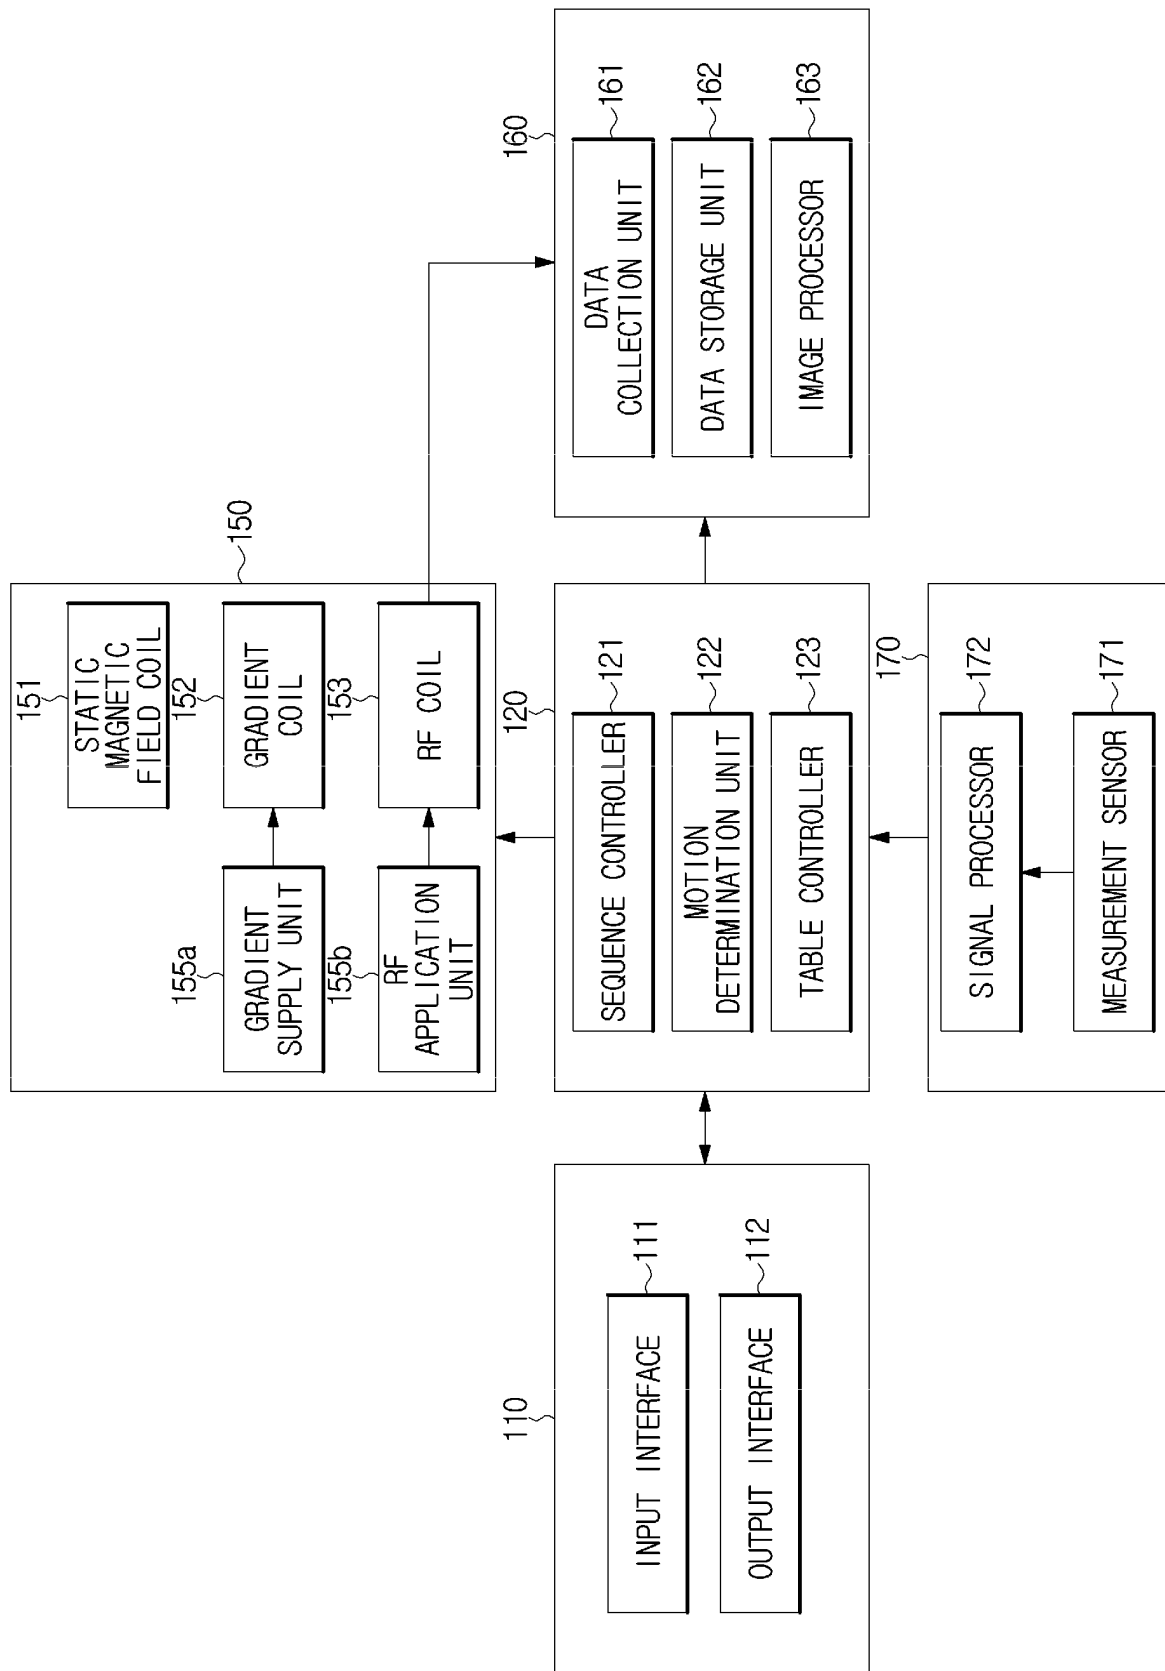 150
151
STATIC
MAGNETIC
FIELD COIL
155a
GRADIENT
SUPPLY UNIT
152
GRADIENT
COIL
155b
RF
APPLICATION
UNIT
153
RF COIL
110
INPUT INTERFACE
111
OUTPUT INTERFACE
112
120
SEQUENCE CONTROLLER
121
MOTION
DETERMINATION UNIT
122
TABLE CONTROLLER
123
160
DATA
COLLECTION UNIT
161
DATA STORAGE UNIT
162
IMAGE PROCESSOR
163
170
SIGNAL PROCESSOR
172
MEASUREMENT SENSOR
171